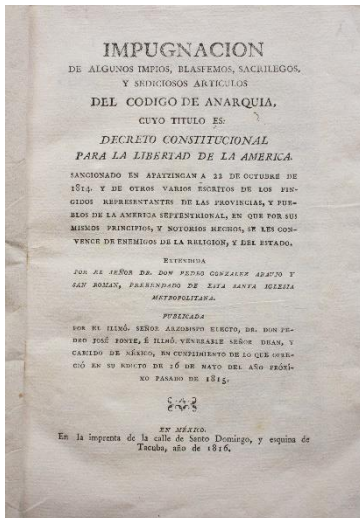 IMPUGNACION
DE ALGUNOS IMPIOS, BLASFEMOS, SACRILEGOS,
Y SEDICIOSOS ARTICULOS
DEL CODIGO DE ANARQUIA,
CUYO TITULO ES:
DECRETO CONSTITUCIONAL
PARA LA LIBERTAD DE LA AMERICA.
SANCIONADO EN APATZINGAN A 22 DE OCTUBRE DE
1814. Y DE OTROS VARIOS ESCRITOS DE LOS FIN-
GIDOS REPRESENTANTES DE LAS PROVINCIAS, Y PUE-
BLOS DE LA AMERICA SEPTENTRIONAL, EN QUE POR SUS
MISMOS PRINCIPIOS, Y NOTORIOS HECHOS, SE LES CON-
VENCE DE ENEMIGOS DE LA RELIGION, Y DEL ESTADO.
EXTENDIDA
POR EL SEÑOR DR. DON PEDRO GONZALEZ ARAUJO Y
SAN ROMAN, PREBENDADO DE ESTA SANTA IGLESIA
METROPOLITANA.
PUBLICADA
POR EL ILLMÔ. SEÑOR ARZOBISPO ELECTO, DR. DON PE-
DRO JOSÉ FONTE, É ILLMÔ. VENERABLE SEÑOR DEAN, Y
CABILDO DE MÉXICO, EN CUMPLIMIENTO DE LO QUE OFRE-
CIÓ EN SU EDICTO DE 26 DE MAYO DEL AÑO PRÓXI-
MO PASADO DE 1815.
EN MÉXICO.
En la imprenta de la calle de Santo Domingo, y esquina de
Tacuba, año de 1816.